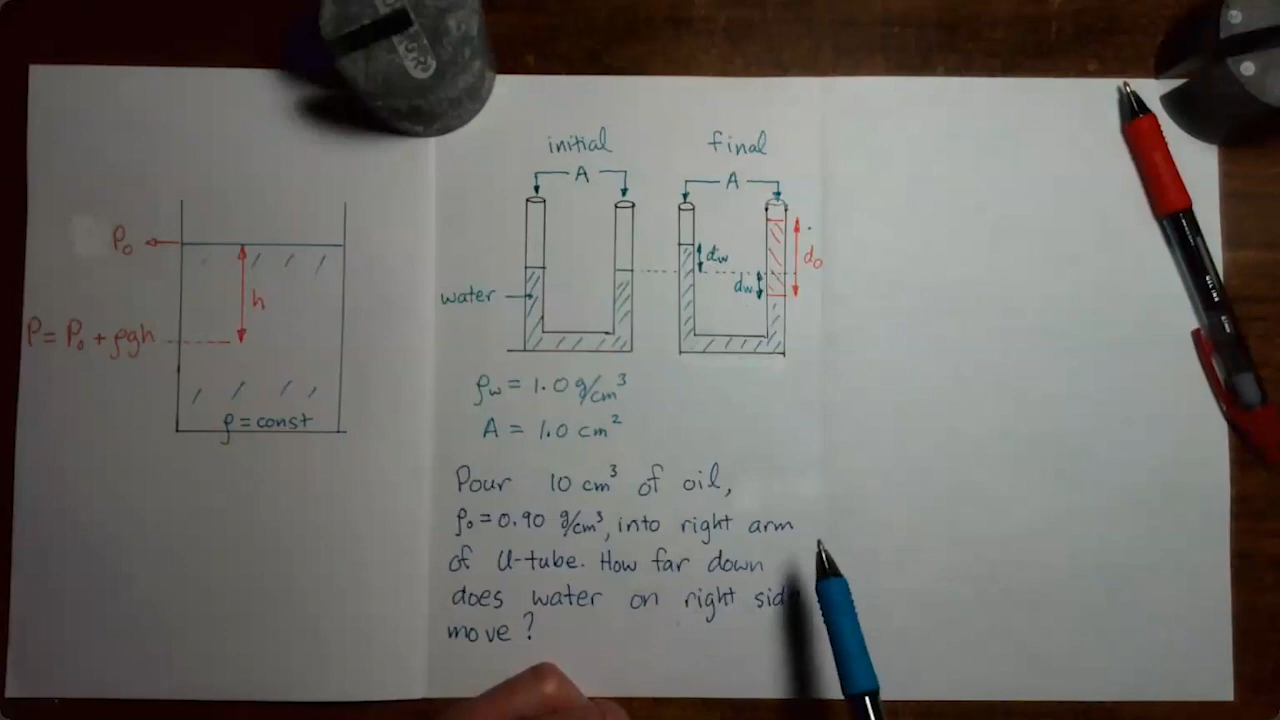 P₀
h
P = P₀ + ρgh
ρ = const
initial
A
water
final
A
dw
dw
d₀
ρw = 1.0 g/cm³
A = 1.0 cm²
Pour 10 cm³ of oil,
ρ₀ = 0.90 g/cm³, into right arm
of U-tube. How far down
does water on right side
move?